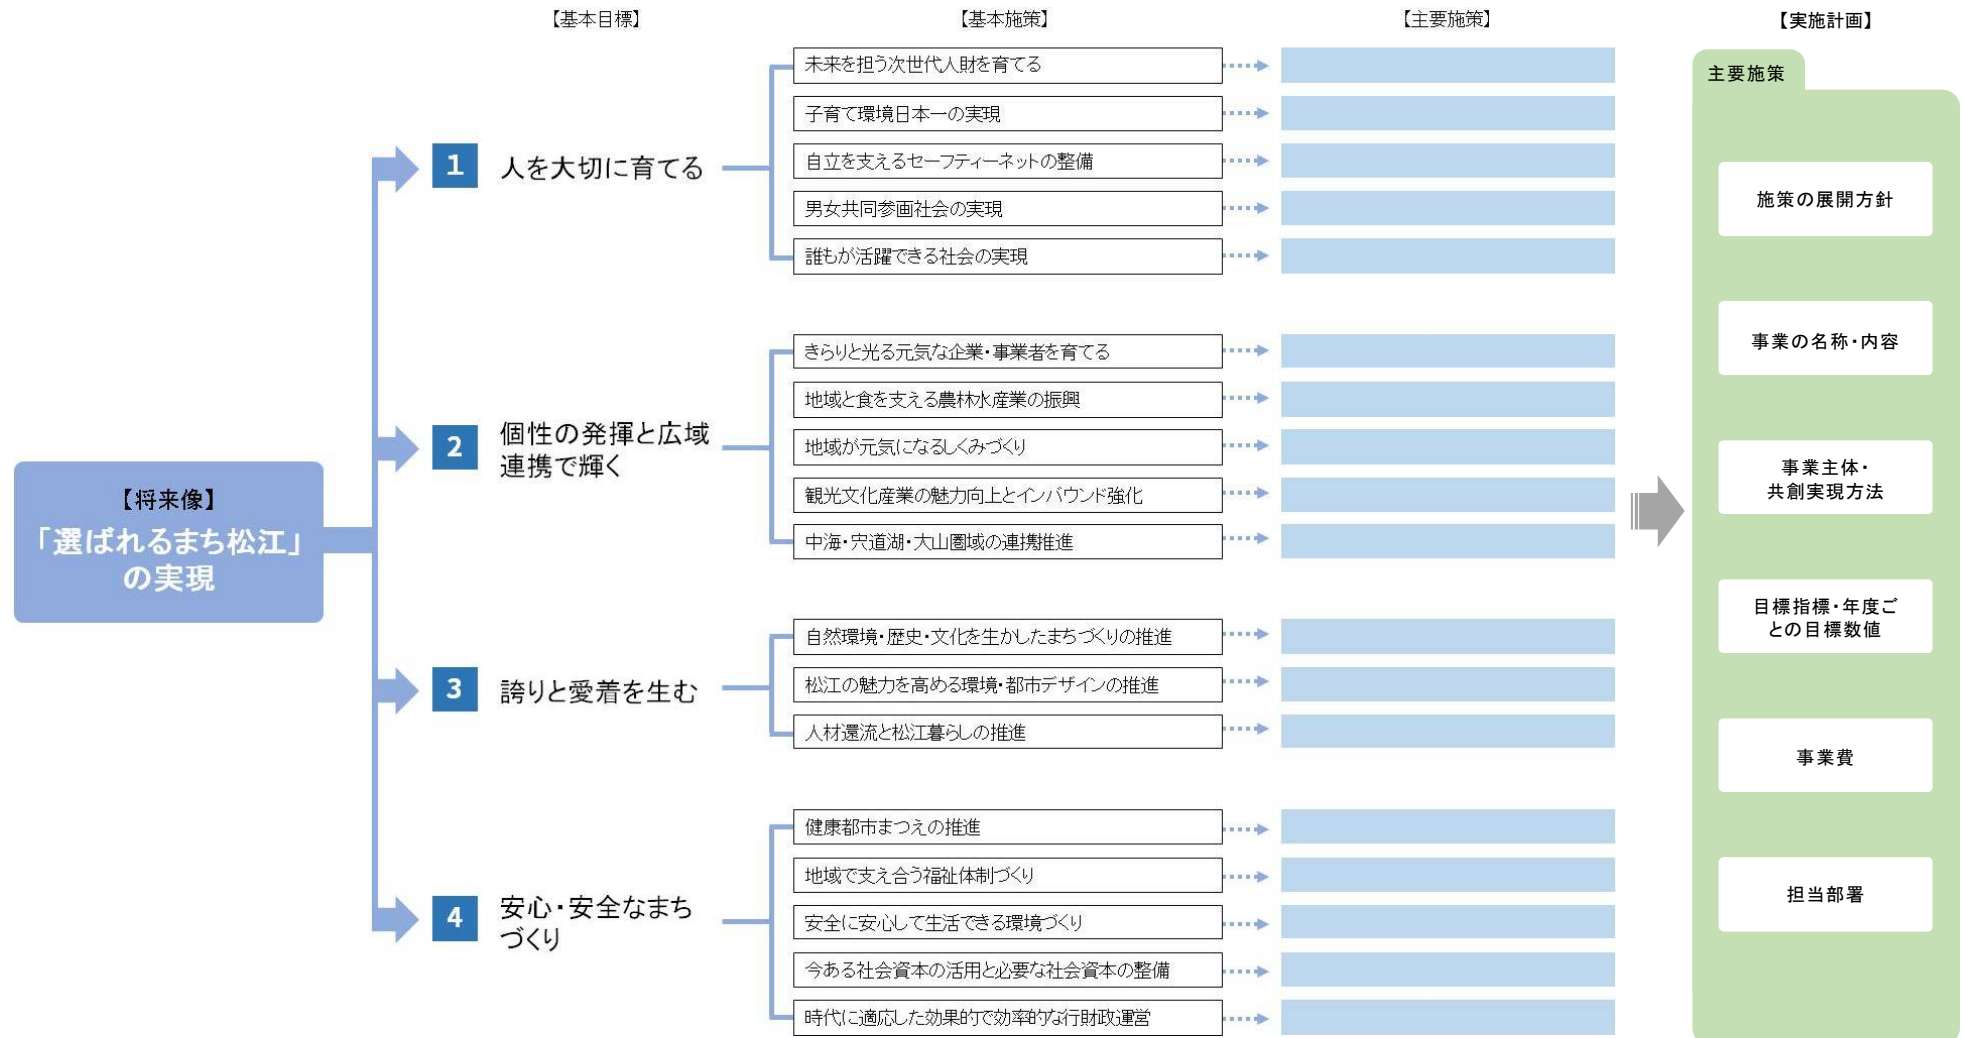 【基本目標】
【基本施策】
【主要施策】
【実施計画】
【将来像】
「選ばれるまち松江」
の実現
1
人を大切に育てる
未来を担う次世代人財を育てる
子育て環境日本一の実現
自立を支えるセーフティーネットの整備
男女共同参画社会の実現
誰もが活躍できる社会の実現
2
個性の発揮と広域
連携で輝く
きらりと光る元気な企業・事業者を育てる
地域と食を支える農林水産業の振興
地域が元気になるしくみづくり
観光文化産業の魅力向上とインバウンド強化
中海・宍道湖・大山圏域の連携推進
3
誇りと愛着を生む
自然環境・歴史・文化を生かしたまちづくりの推進
松江の魅力を高める環境・都市デザインの推進
人材還流と松江暮らしの推進
4
安心・安全なまち
づくり
健康都市まつえの推進
地域で支え合う福祉体制づくり
安全に安心して生活できる環境づくり
今ある社会資本の活用と必要な社会資本の整備
時代に適応した効果的で効率的な行財政運営
主要施策
施策の展開方針
事業の名称・内容
事業主体・
共創実現方法
目標指標・年度ご
との目標数値
事業費
担当部署